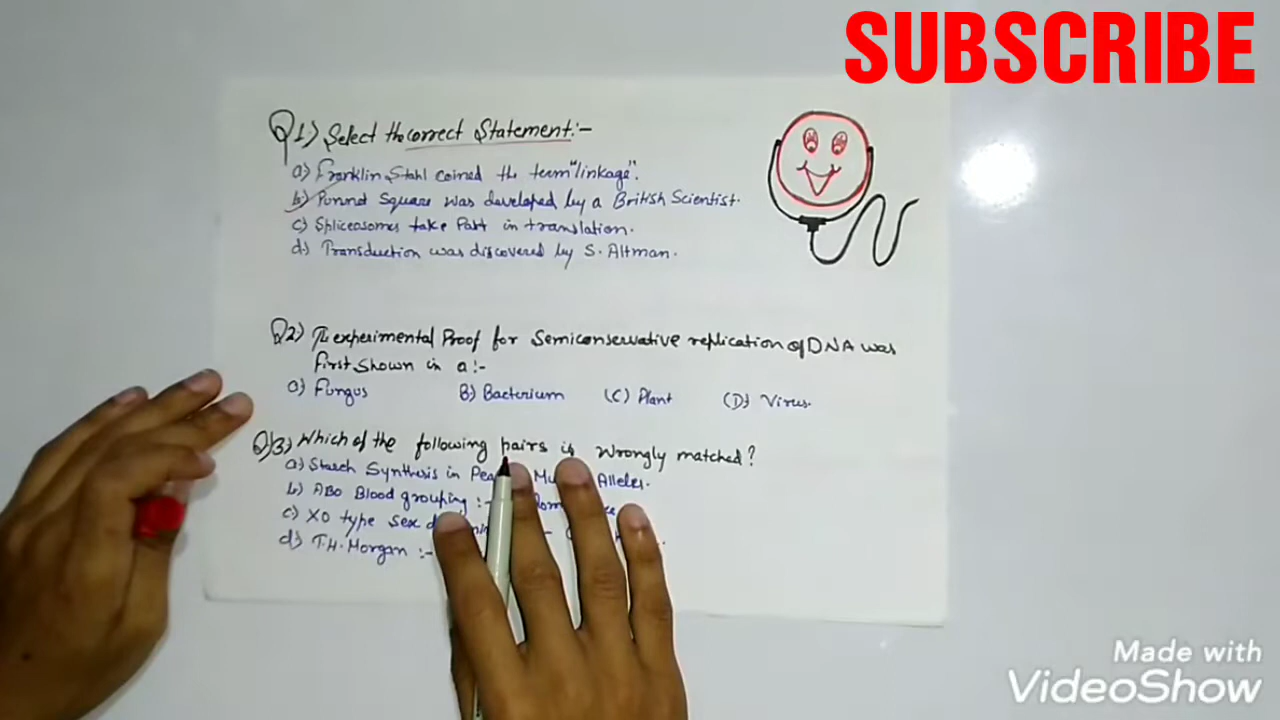 SUBSCRIBE
Q1) Select the correct Statement:-
a) Franklin Stahl coined the term "linkage".
b) Punnd Square was developed by a British Scientist.
c) Spliceosomes take Part in translation.
d) Transduction was discovered by S. Altman.
Q2) The experimental Proof for Semiconservative replication of DNA was
first shown in a:-
a) Fungus B) Bacterium (C) Plant (D) Virus.
Q3) Which of the following pairs is wrongly matched?
a) Starch Synthesis in Alleles.
b) ABO Blood grouping :-
c) XO type Sex
d) T.H. Morgan :-
Made with
VideoShow